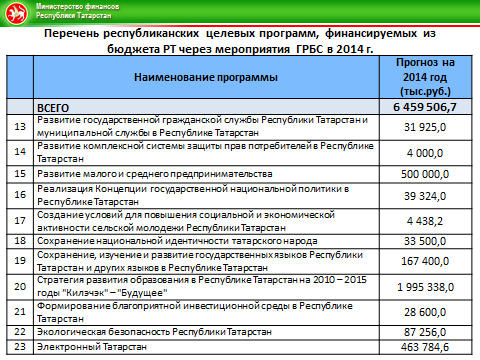 Министерство финансов
Республики Татарстан
Перечень республиканских целевых программ, финансируемых из
бюджета РТ через мероприятия ГРБС в 2014 г.
№
Наименование программы
Прогноз на
2014 год
(тыс.руб.)
ВСЕГО 6 459 506,7
13 Развитие государственной гражданской службы Республики Татарстан и
муниципальной службы в Республике Татарстан 31 925,0
14 Развитие комплексной системы защиты прав потребителей в Республике
Татарстан 4 000,0
15 Развитие малого и среднего предпринимательства 500 000,0
16 Реализация Концепции государственной национальной политики в
Республике Татарстан 39 324,0
17 Создание условий для повышения социальной и экономической
активности сельской молодежи Республики Татарстан 4 438,2
18 Сохранение национальной идентичности татарского народа 33 500,0
19 Сохранение, изучение и развитие государственных языков Республики
Татарстан и других языков в Республике Татарстан 167 400,0
20 Стратегия развития образования в Республике Татарстан на 2010 – 2015
годы "Килэчэк" – "Будущее" 1 995 338,0
21 Формирование благоприятной инвестиционной среды в Республике
Татарстан 28 600,0
22 Экологическая безопасность Республики Татарстан 87 256,0
23 Электронный Татарстан 463 784,6